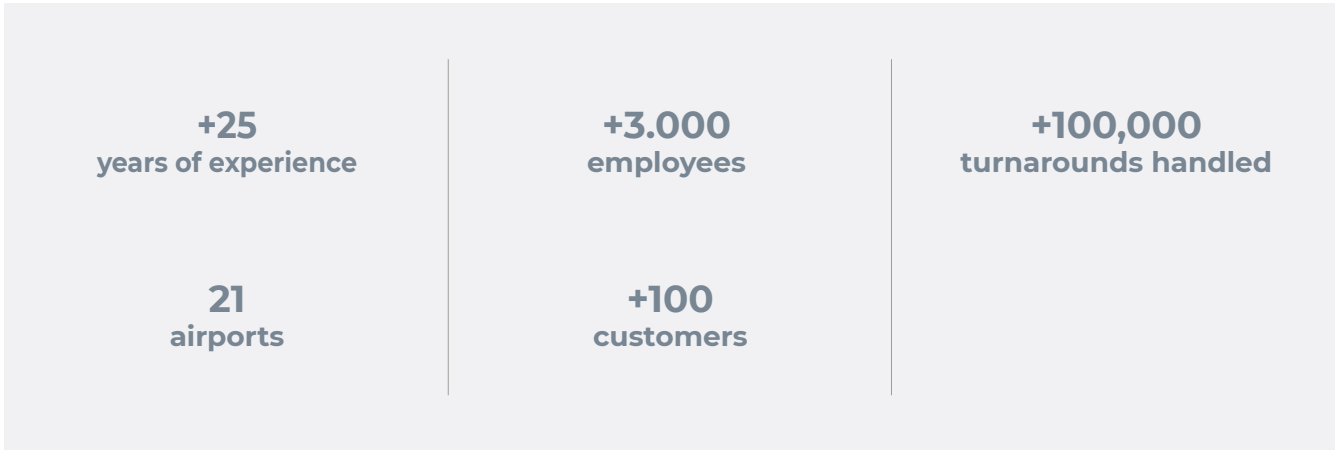 +25
years of experience
+3.000
employees
+100,000
turnarounds handled
21
airports
+100
customers